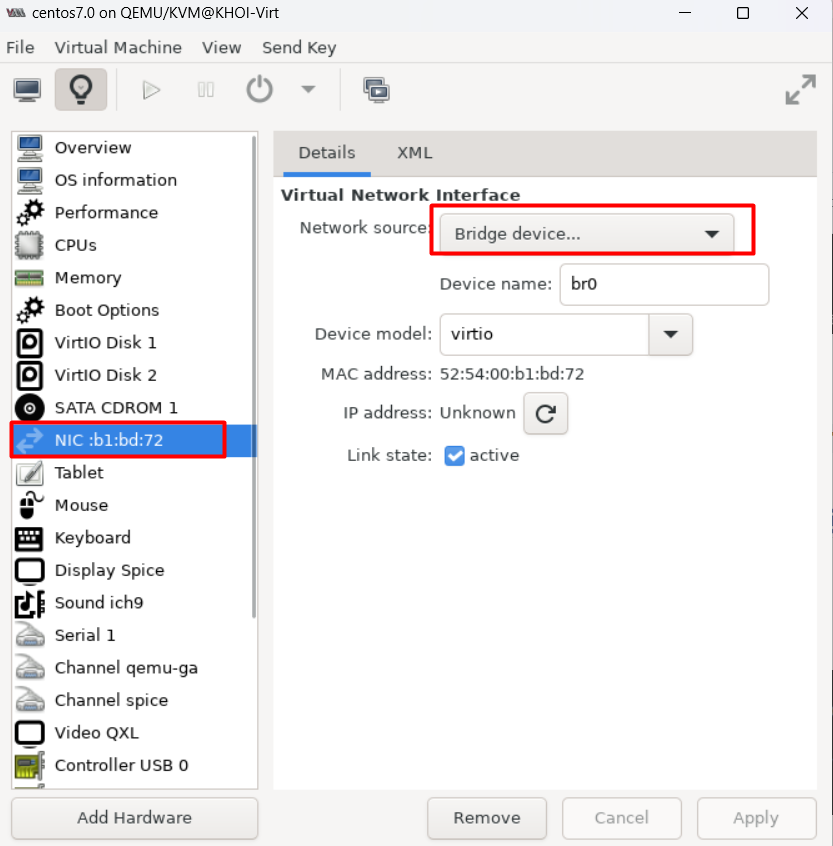 centos7.0 on QEMU/KVM@KHOI-Virt
File Virtual Machine View Send Key
Overview
OS information
Performance
CPUs
Memory
Boot Options
VirtIO Disk 1
VirtIO Disk 2
SATA CDROM 1
NIC :b1:bd:72
Tablet
Mouse
Keyboard
Display Spice
Sound ich9
Serial 1
Channel qemu-ga
Channel spice
Video QXL
Controller USB 0
Add Hardware
Details XML
Virtual Network Interface
Network source: Bridge device...
Device name: br0
Device model: virtio
MAC address: 52:54:00:b1:bd:72
IP address: Unknown
Link state: active
Remove Cancel Apply